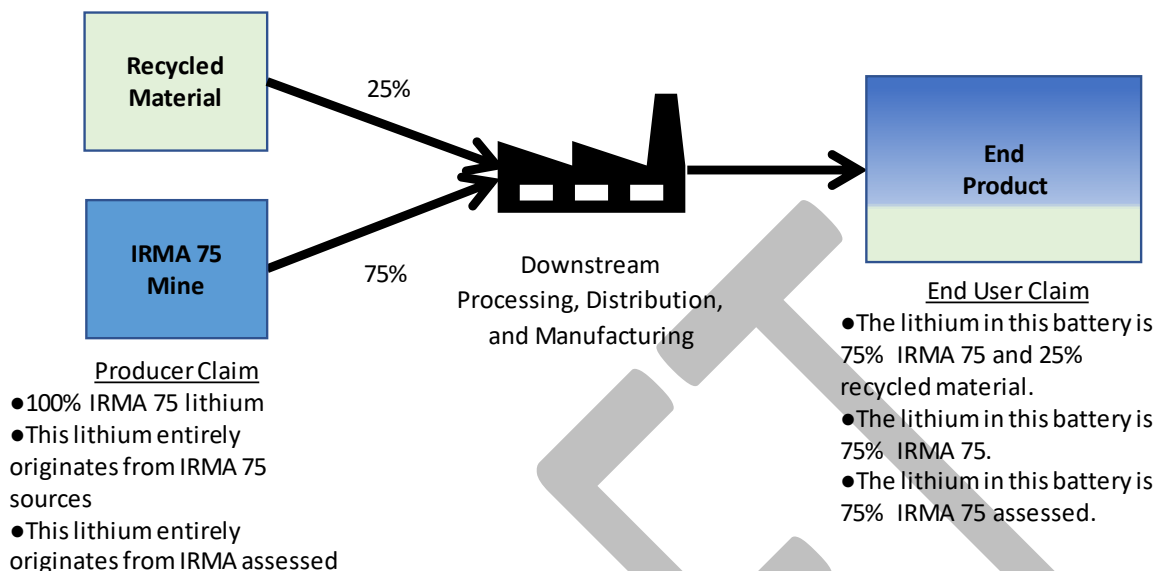 Recycled
Material
25%
IRMA 75
Mine
75%
Downstream
Processing, Distribution,
and Manufacturing
End
Product
Producer Claim
●100% IRMA 75 lithium
●This lithium entirely
originates from IRMA 75
sources
●This lithium entirely
originates from IRMA assessed
End User Claim
●The lithium in this battery is
75% IRMA 75 and 25%
recycled material.
●The lithium in this battery is
75% IRMA 75.
●The lithium in this battery is
75% IRMA 75 assessed.